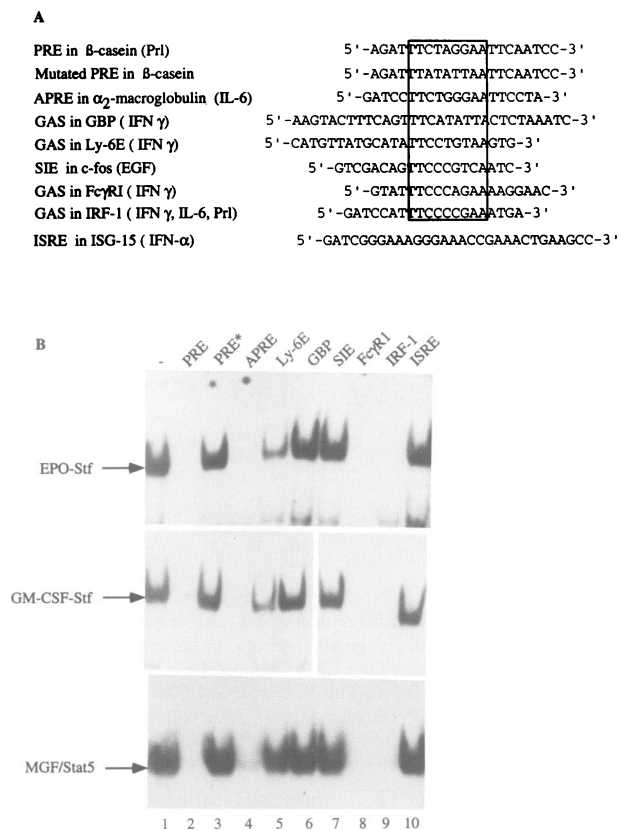 A
PRE in ß-casein (Prl) 5'-AGATTTCTAGGAATTCAATCC-3'
Mutated PRE in ß-casein 5'-AGATTTATATTAATTCAATCC-3'
APRE in α2-macroglobulin (IL-6) 5'-GATCCTTCTGGGAATTCCTA-3'
GAS in GBP ( IFN γ) 5'-AAGTACTTTCAGTTTCATATTACTCTAAATC-3'
GAS in Ly-6E ( IFN γ) 5'-CATGTTATGCATATTCCTGTAAGTG-3'
SIE in c-fos (EGF) 5'-GTCGACAGTTCCCGTCAATC-3'
GAS in FcγRI ( IFN γ) 5'-GTATTTCCCAGAAAAGGAAC-3'
GAS in IRF-1 ( IFN γ, IL-6, Prl) 5'-GATCCATTTCCCCGAAATGA-3'
ISRE in ISG-15 ( IFN-α) 5'-GATCGGGAAAGGGAAACCGAAACTGAAGCC-3'
B
- PRE PRE* APRE Ly-6E GBP SIE FcγR1 IRF-1 ISRE
EPO-Stf
GM-CSF-Stf
MGF/Stat5
1 2 3 4 5 6 7 8 9 10